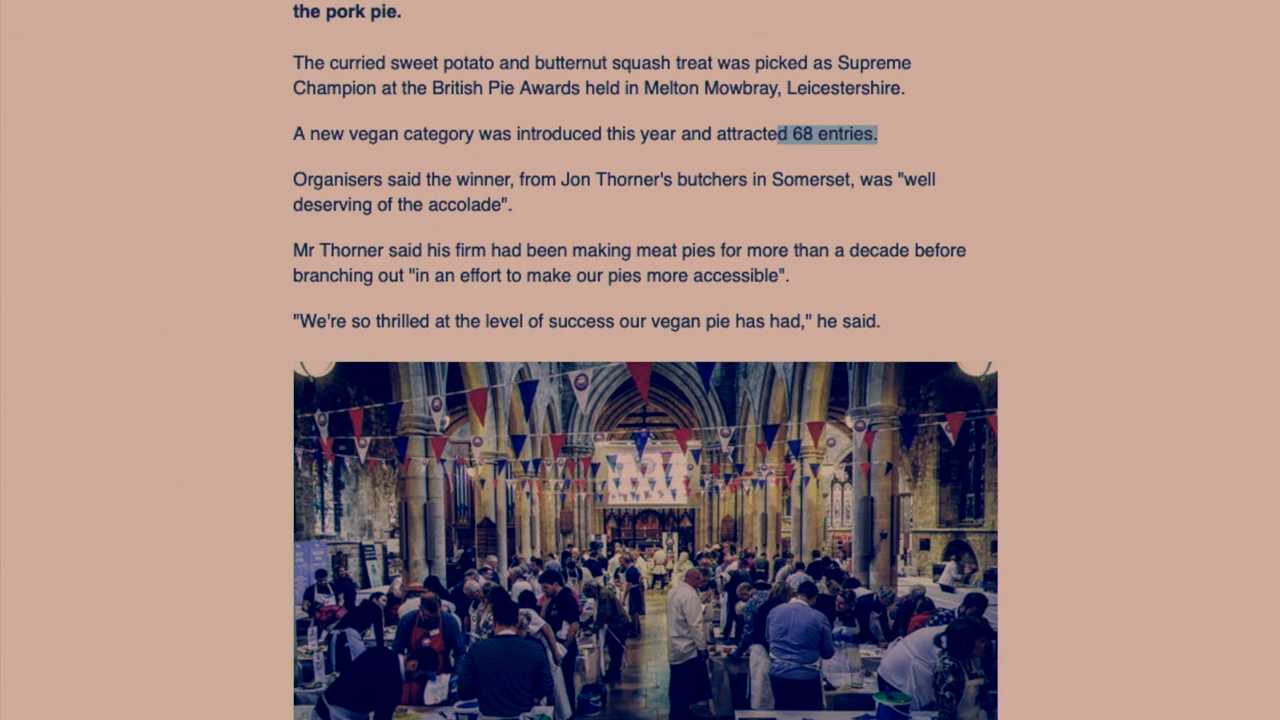 the pork pie.
The curried sweet potato and butternut squash treat was picked as Supreme
Champion at the British Pie Awards held in Melton Mowbray, Leicestershire.
A new vegan category was introduced this year and attracted 68 entries.
Organisers said the winner, from Jon Thorner's butchers in Somerset, was "well
deserving of the accolade".
Mr Thorner said his firm had been making meat pies for more than a decade before
branching out "in an effort to make our pies more accessible".
"We're so thrilled at the level of success our vegan pie has had," he said.